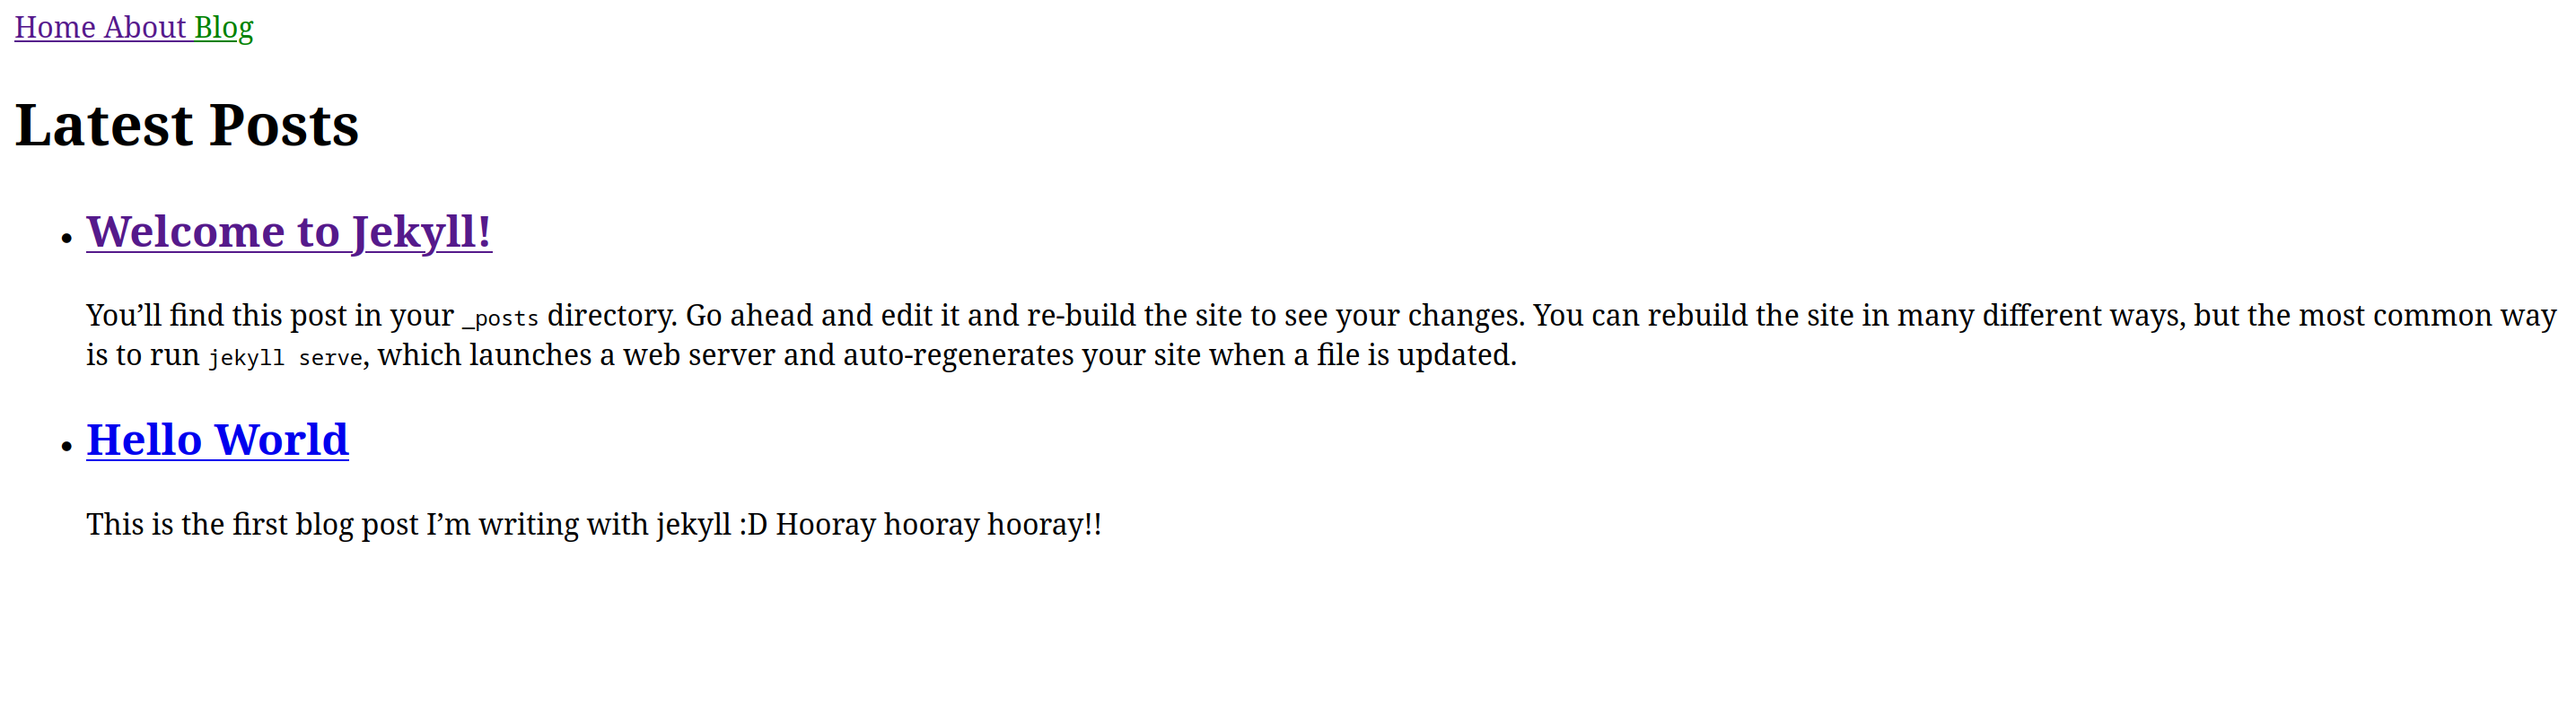 Home About Blog
Latest Posts
• Welcome to Jekyll!
You’ll find this post in your _posts directory. Go ahead and edit it and re-build the site to see your changes. You can rebuild the site in many different ways, but the most common way
is to run jekyll serve, which launches a web server and auto-regenerates your site when a file is updated.
• Hello World
This is the first blog post I’m writing with jekyll :D Hooray hooray hooray!!